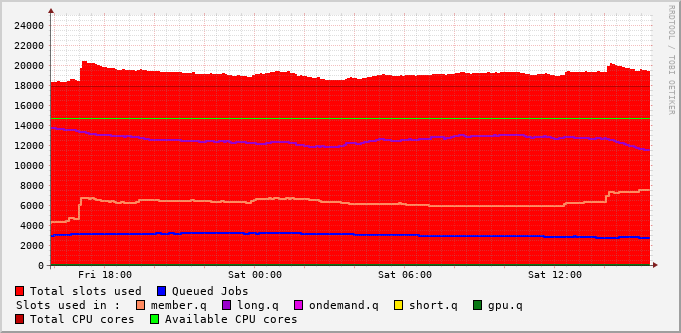 RRDTOOL / TOBI OETIKER
24000
22000
20000
18000
16000
14000
12000
10000
8000
6000
4000
2000
0
Fri 18:00 Sat 00:00 Sat 06:00 Sat 12:00
Total slots used Queued Jobs
Slots used in : member.q long.q ondemand.q short.q gpu.q
Total CPU cores Available CPU cores